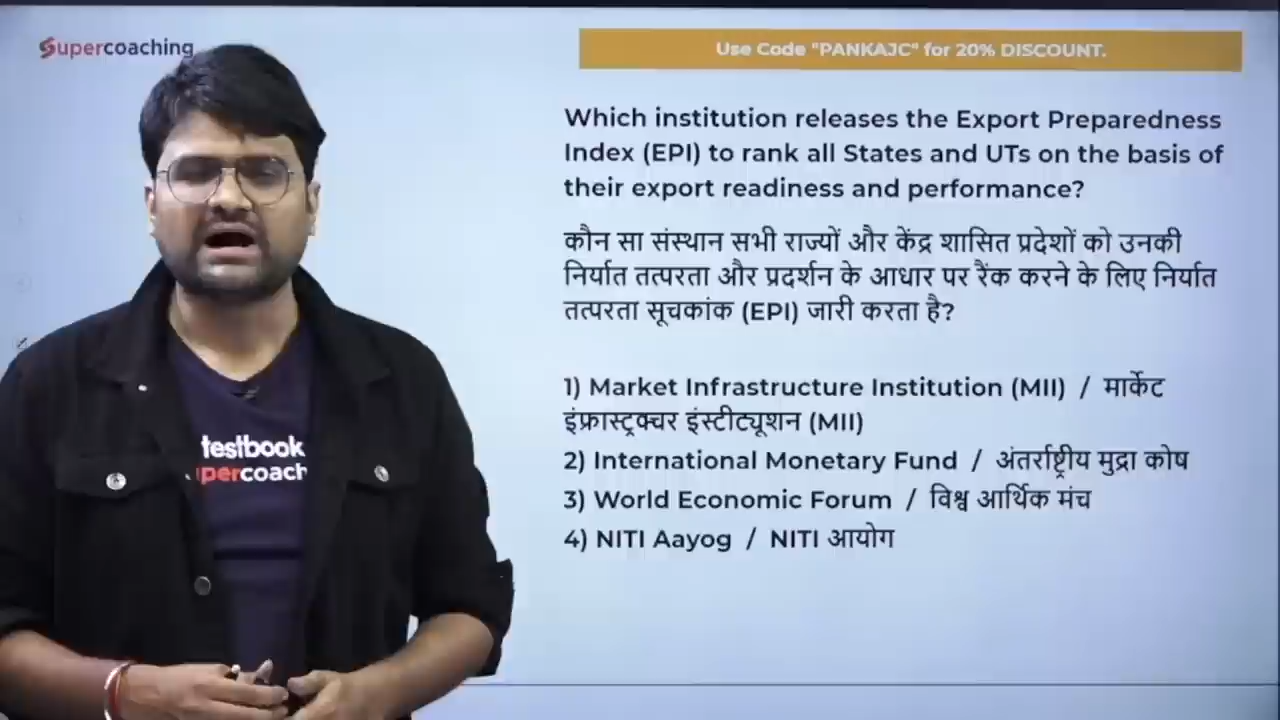 Supercoaching
Use Code "PANKAJC" for 20% DISCOUNT.
Which institution releases the Export Preparedness
Index (EPI) to rank all States and UTs on the basis of
their export readiness and performance?
कौन सा संस्थान सभी राज्यों और केंद्र शासित प्रदेशों को उनकी
निर्यात तत्परता और प्रदर्शन के आधार पर रैंक करने के लिए निर्यात
तत्परता सूचकांक (EPI) जारी करता है?
1) Market Infrastructure Institution (MII) / मार्केट
इंफ्रास्ट्रक्चर इंस्टीट्यूशन (MII)
2) International Monetary Fund / अंतर्राष्ट्रीय मुद्रा कोष
3) World Economic Forum / विश्व आर्थिक मंच
4) NITI Aayog / NITI आयोग
testbook
percoach